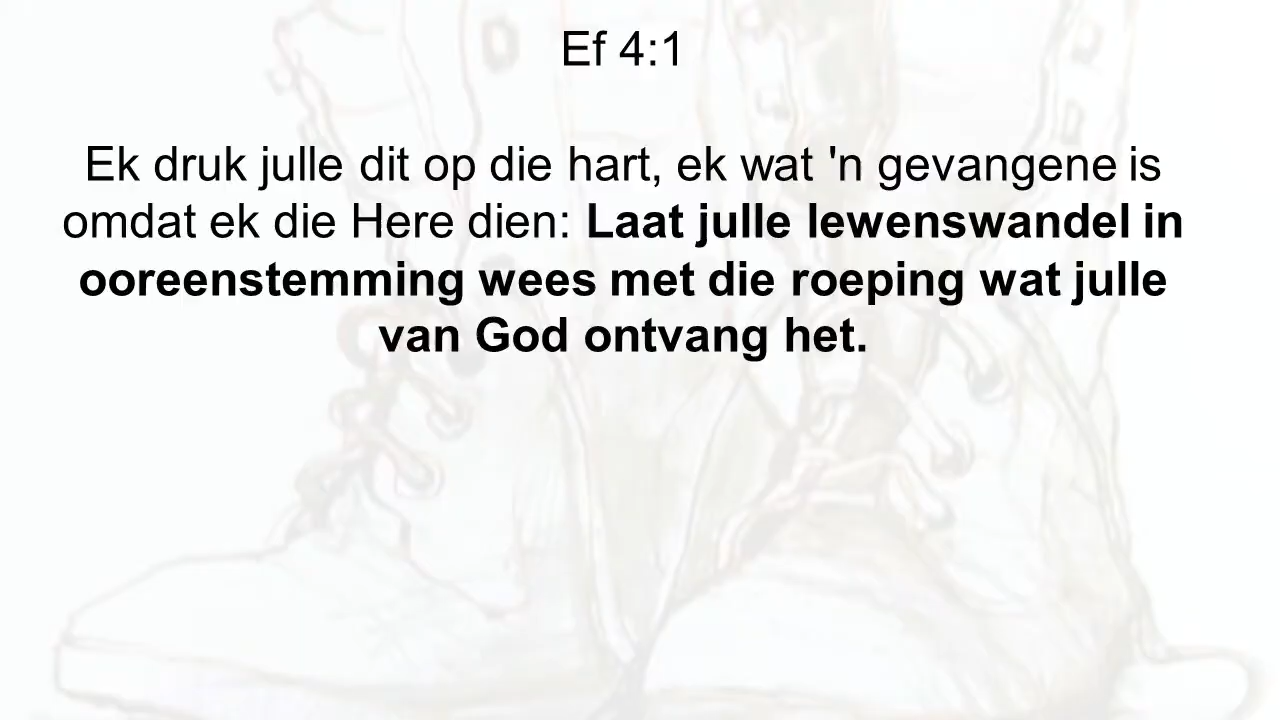 Ef 4:1
Ek druk julle dit op die hart, ek wat 'n gevangene is
omdat ek die Here dien: Laat julle lewenswandel in
ooreenstemming wees met die roeping wat julle
van God ontvang het.